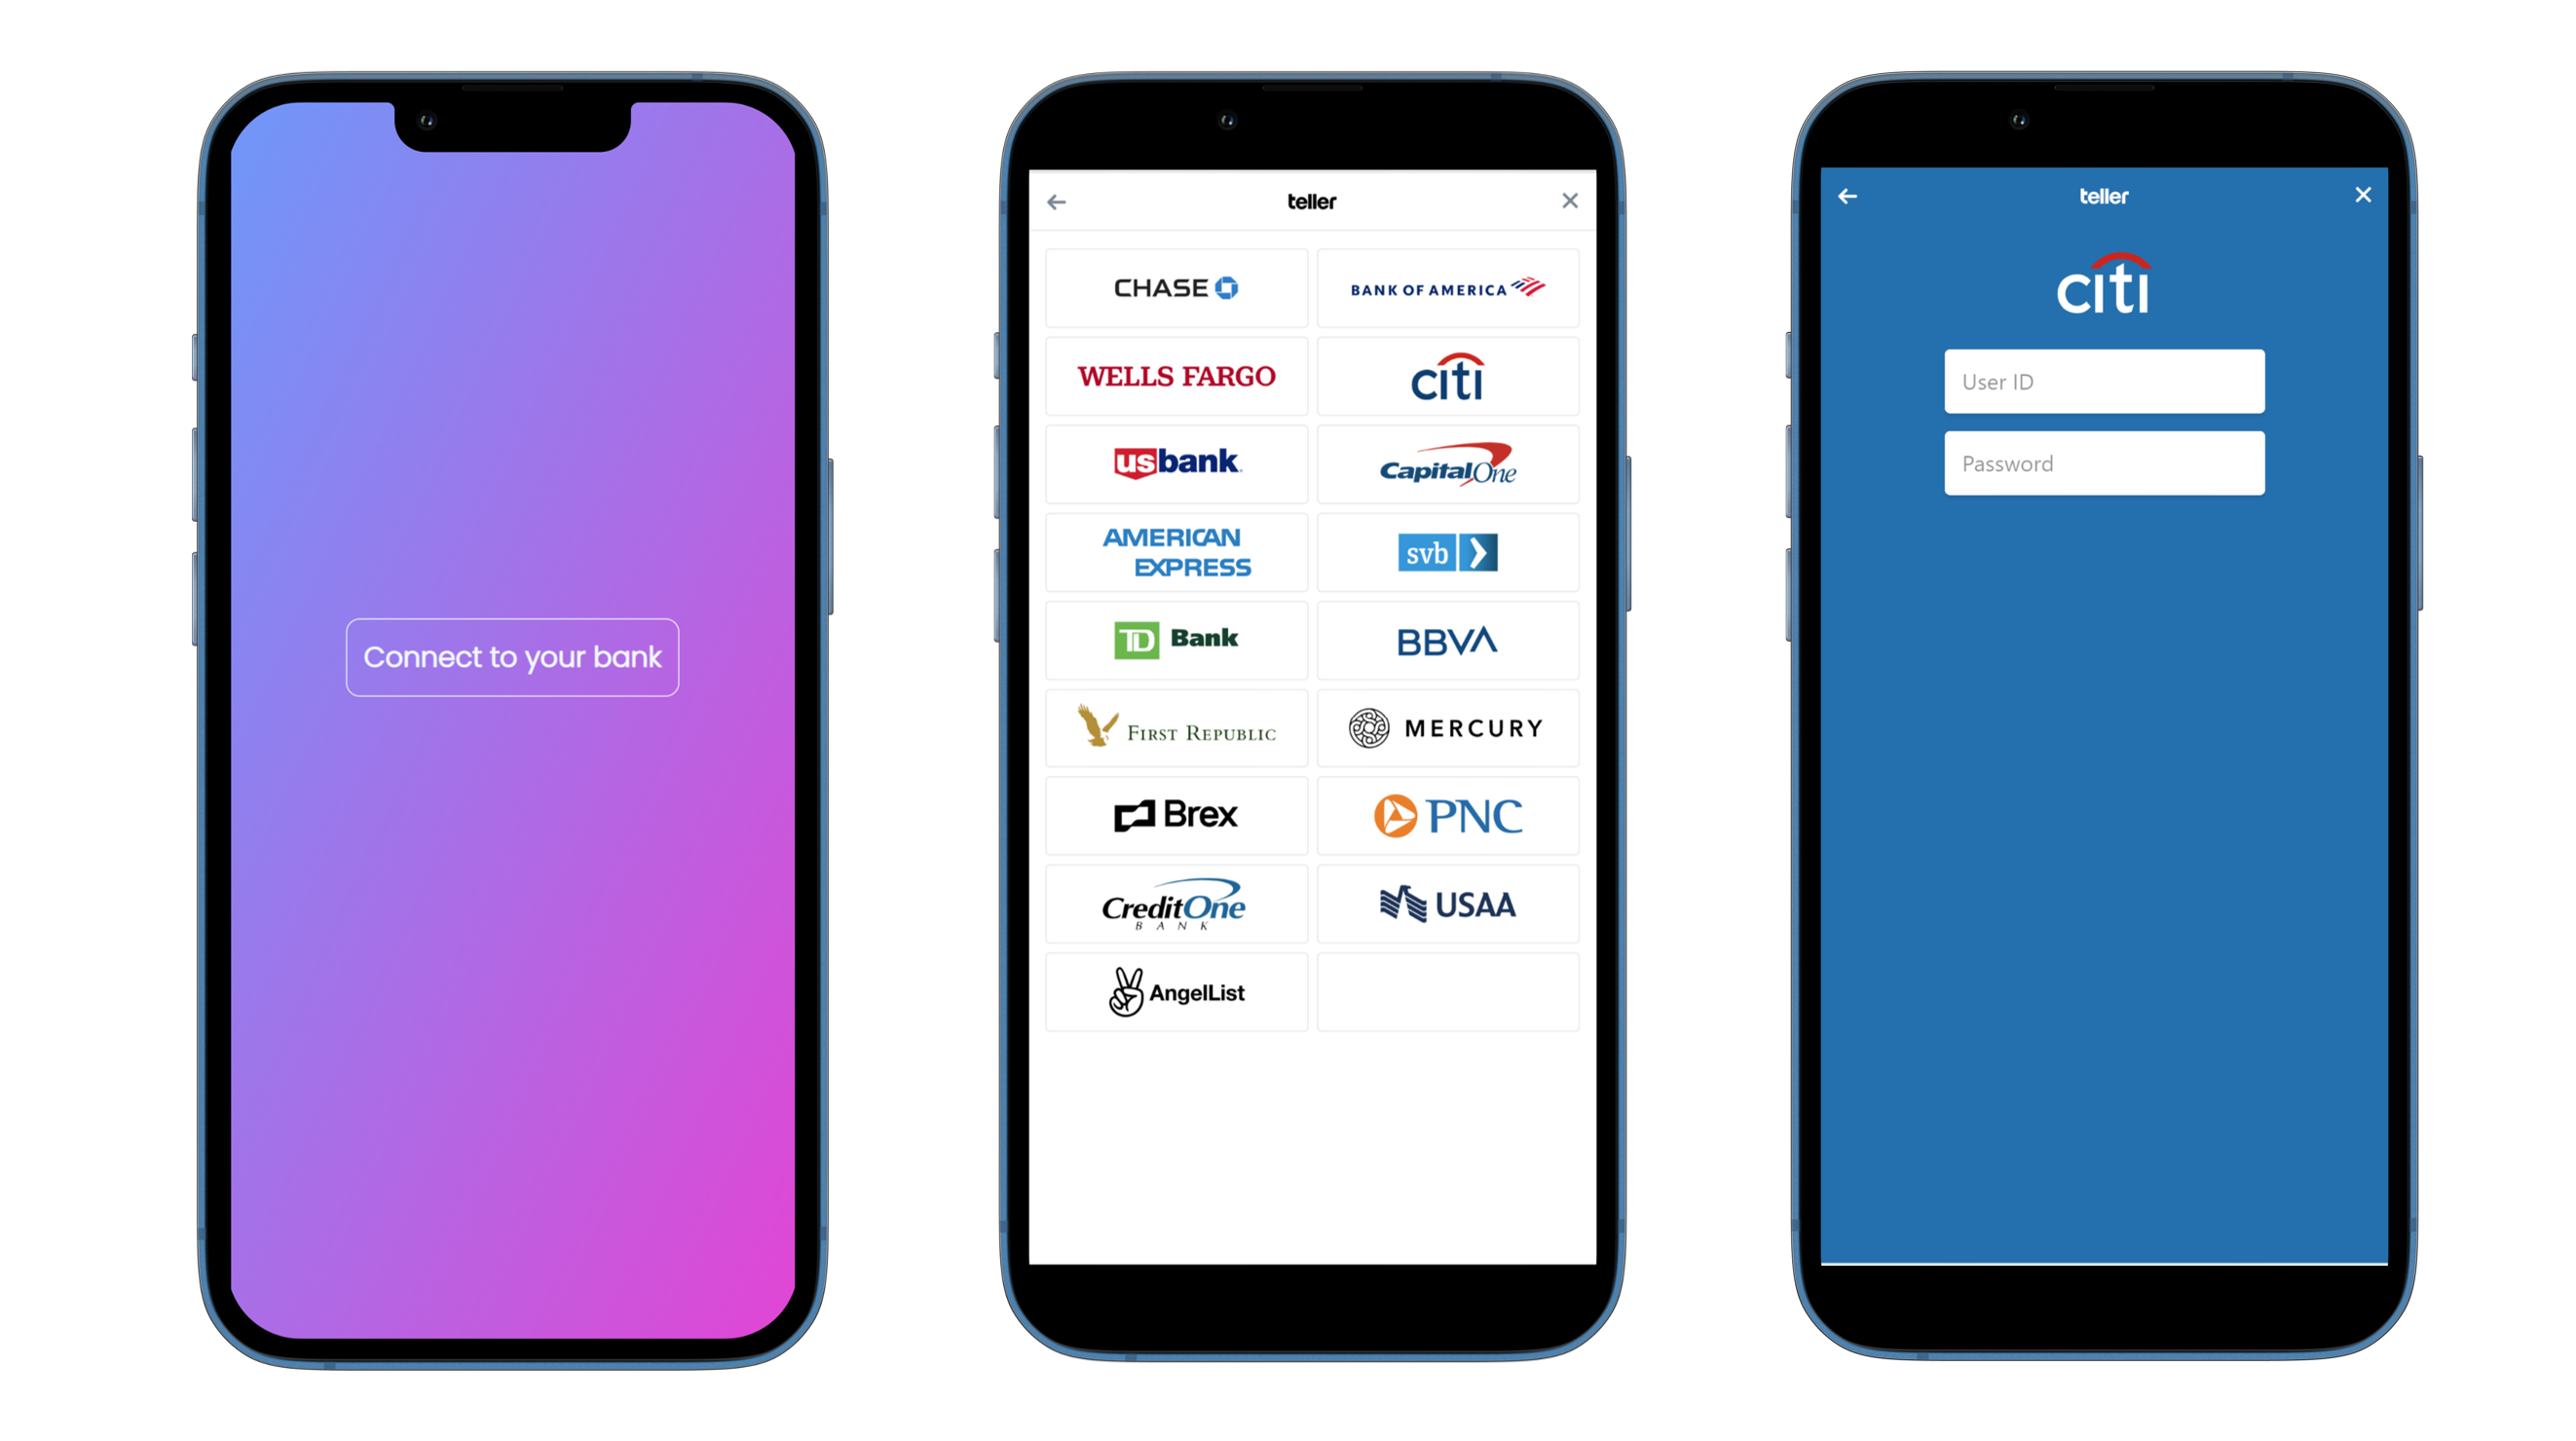 Connect to your bank
teller
CHASE
BANK OF AMERICA
WELLS FARGO
citi
usbank
CapitalOne
AMERICAN
EXPRESS
svb
TD Bank
BBVA
FIRST REPUBLIC
MERCURY
Brex
PNC
CreditOne
BANK
USAA
AngelList
teller
citi
User ID
Password